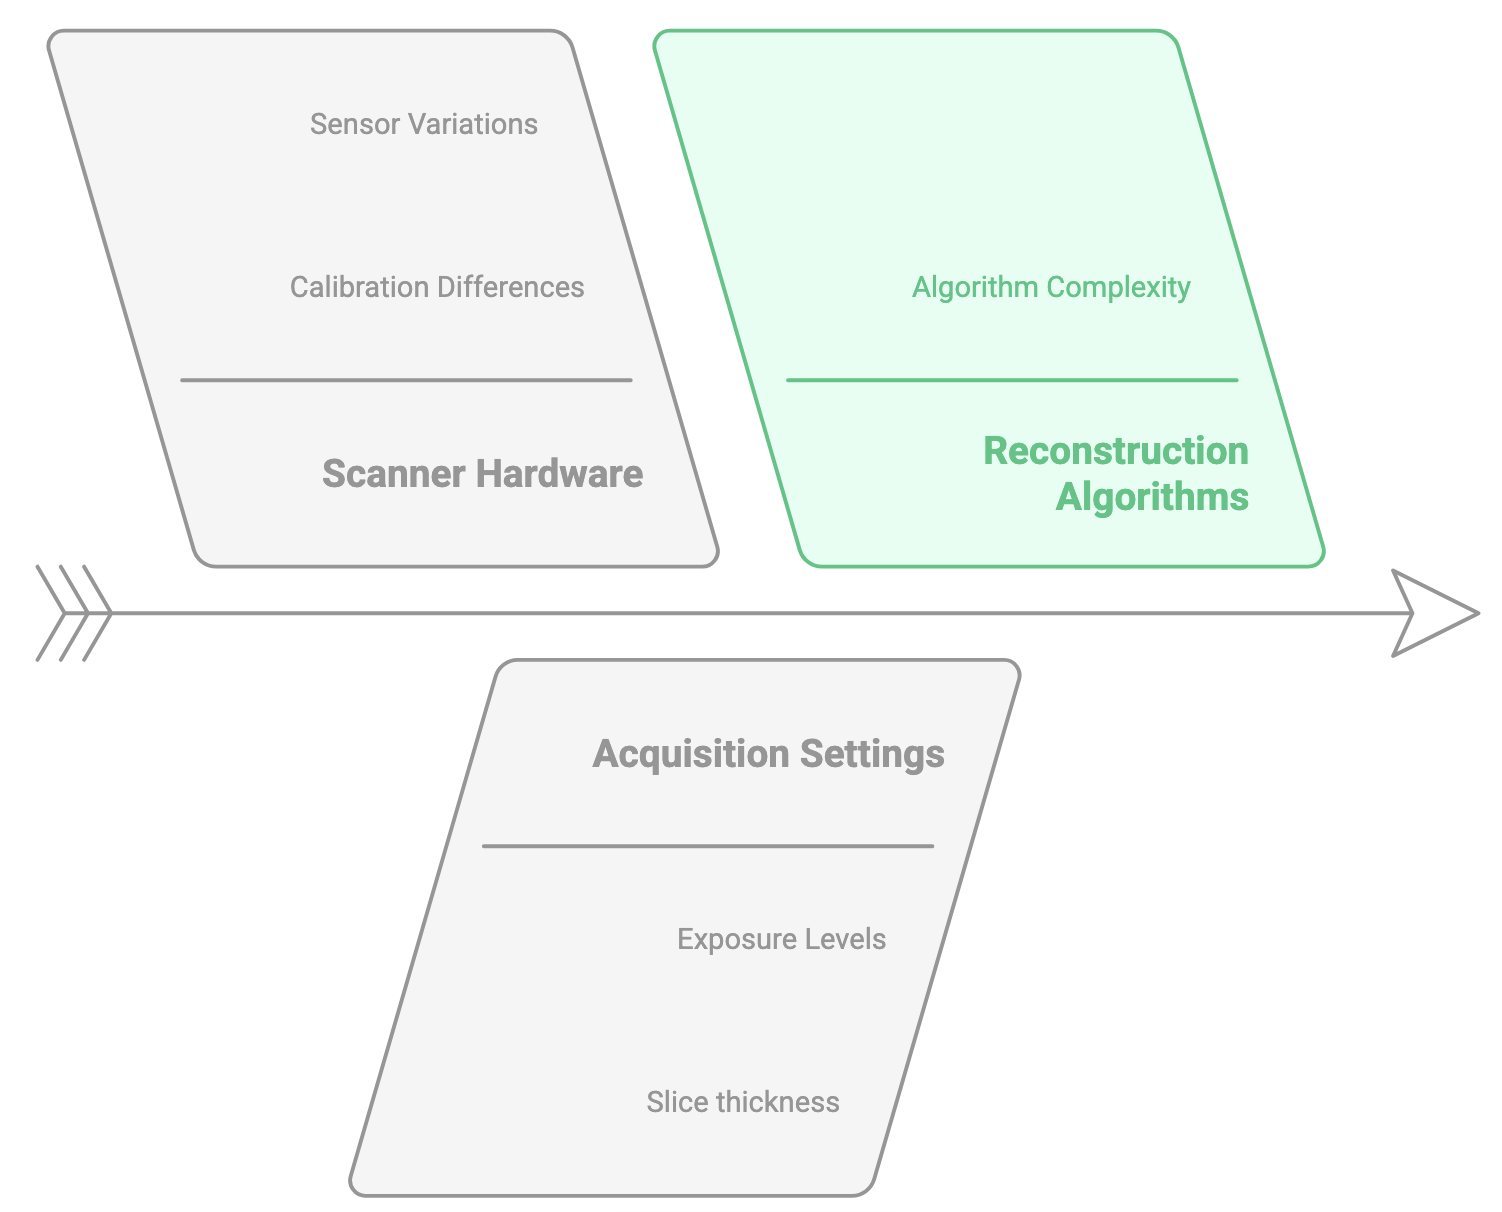 Sensor Variations
Calibration Differences
Scanner Hardware
Algorithm Complexity
Reconstruction
Algorithms
Acquisition Settings
Exposure Levels
Slice thickness